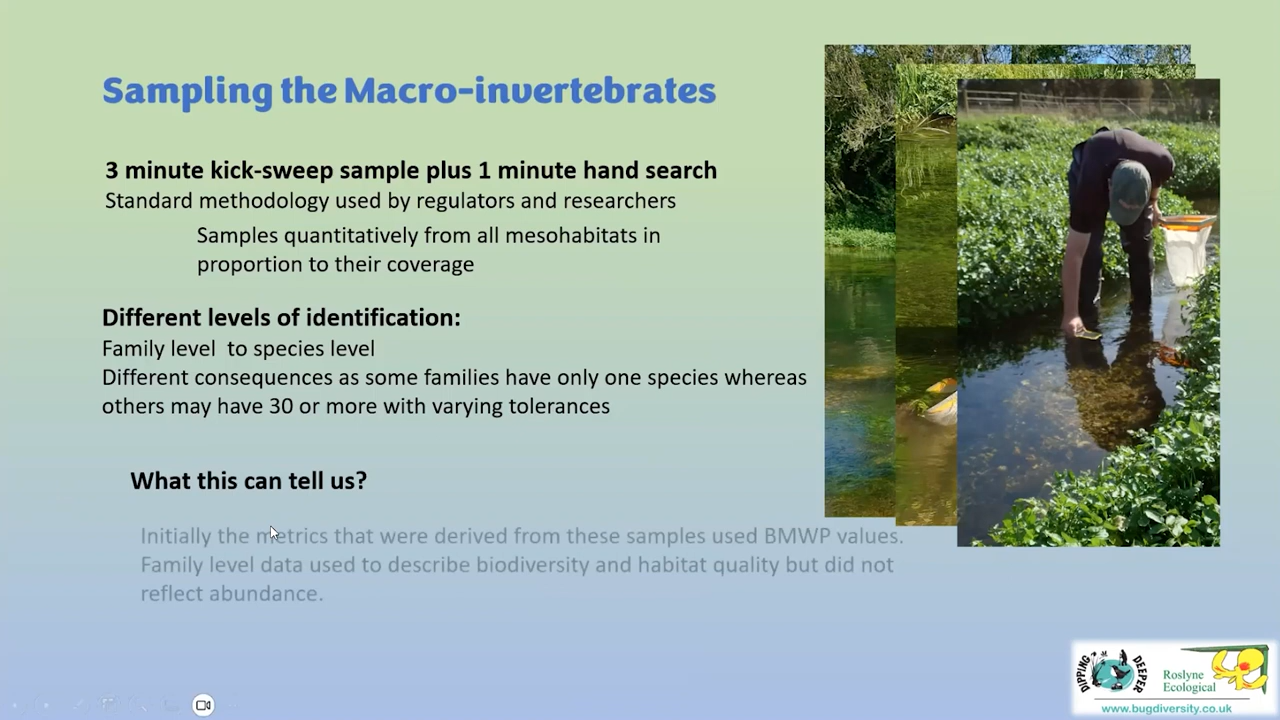 Sampling the Macro-invertebrates
3 minute kick-sweep sample plus 1 minute hand search
Standard methodology used by regulators and researchers
Samples quantitatively from all mesohabitats in
proportion to their coverage
Different levels of identification:
Family level to species level
Different consequences as some families have only one species whereas
others may have 30 or more with varying tolerances
What this can tell us?
Initially the metrics that were derived from these samples used BMWP values.
Family level data used to describe biodiversity and habitat quality but did not
reflect abundance.
DIPPING DEEPER
Roslyne
Ecological
www.bugdiversity.co.uk